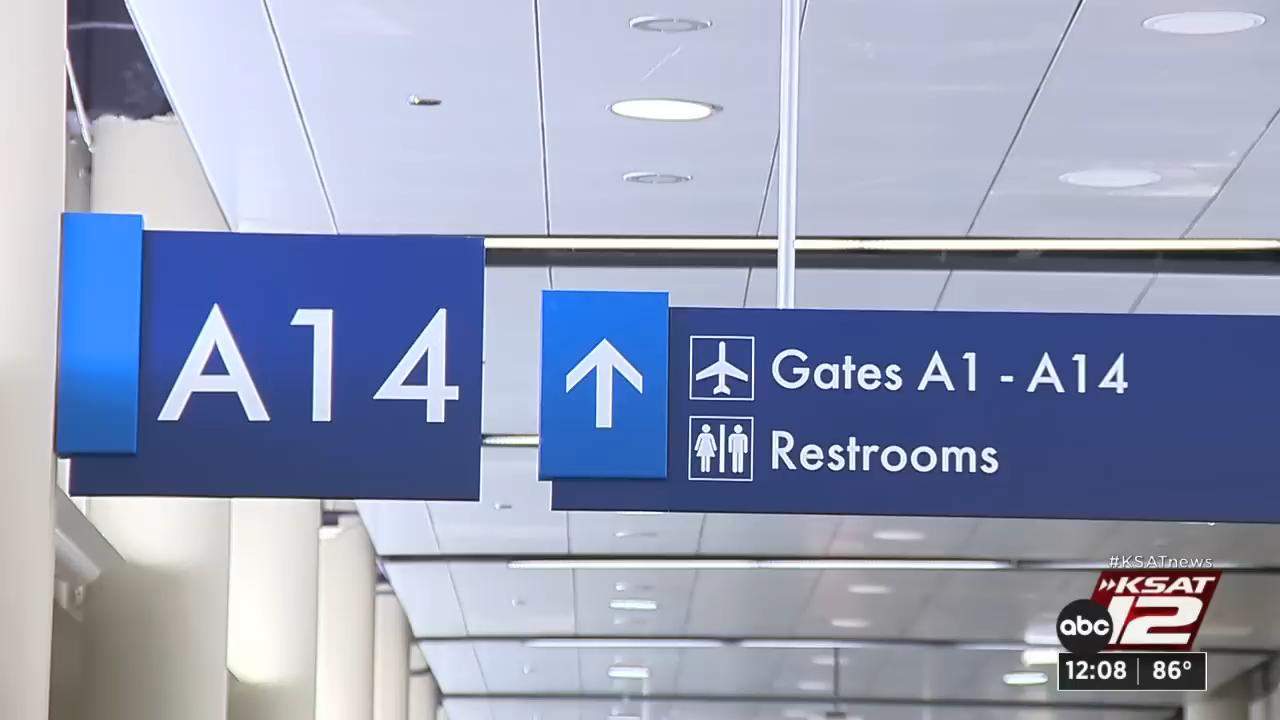 A14
Gates A1 - A14
Restrooms
#KSATnews
KSAT
abc 12
12:08 86°